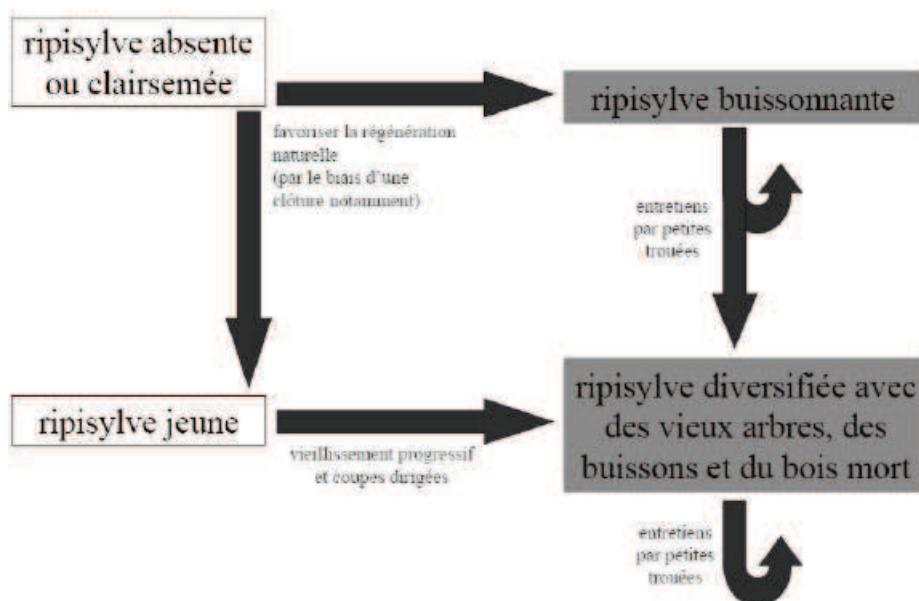 ripisylve absente
ou clairsemée
ripisylve buissonnante
favoriser la régénération
naturelle
(par le biais d'une
clôture notamment)
entretiens
par petites
trouées
ripisylve jeune
ripisylve diversifiée avec
des vieux arbres, des
buissons et du bois mort
vieillissement progressif
et coupes dirigées
entretiens
par petites
trouées